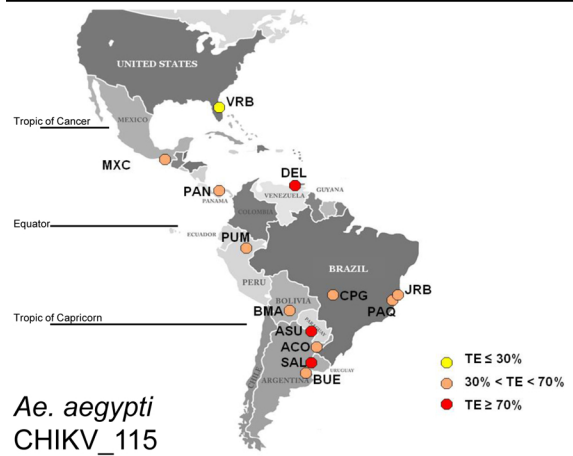 UNITED STATES
VRB
MEXICO
Tropic of Cancer
MXC
DEL
PAN
PANAMA
VENEZUELA
GUYANA
COLOMBIA
Equator
ECUADOR
PUM
BRAZIL
PERU
CPG
JRB
BOLIVIA
BMA
PAQ
Tropic of Capricorn
ASU
ACO
SAL
URUGUAY
CHILE
ARGENTINA
BUE
TE ≤ 30%
30% < TE < 70%
TE ≥ 70%
Ae. aegypti
CHIKV_115